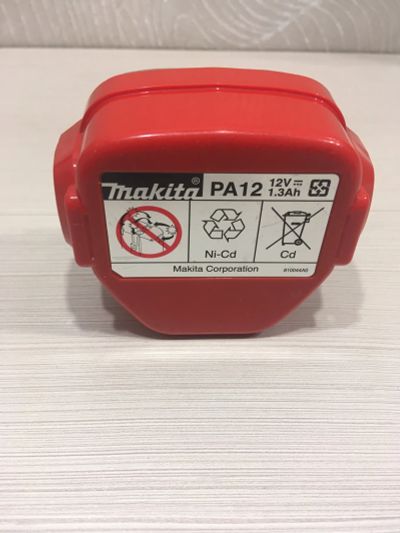 makita® PA12 12V 1.3Ah
Ni-Cd
Cd
Makita Corporation